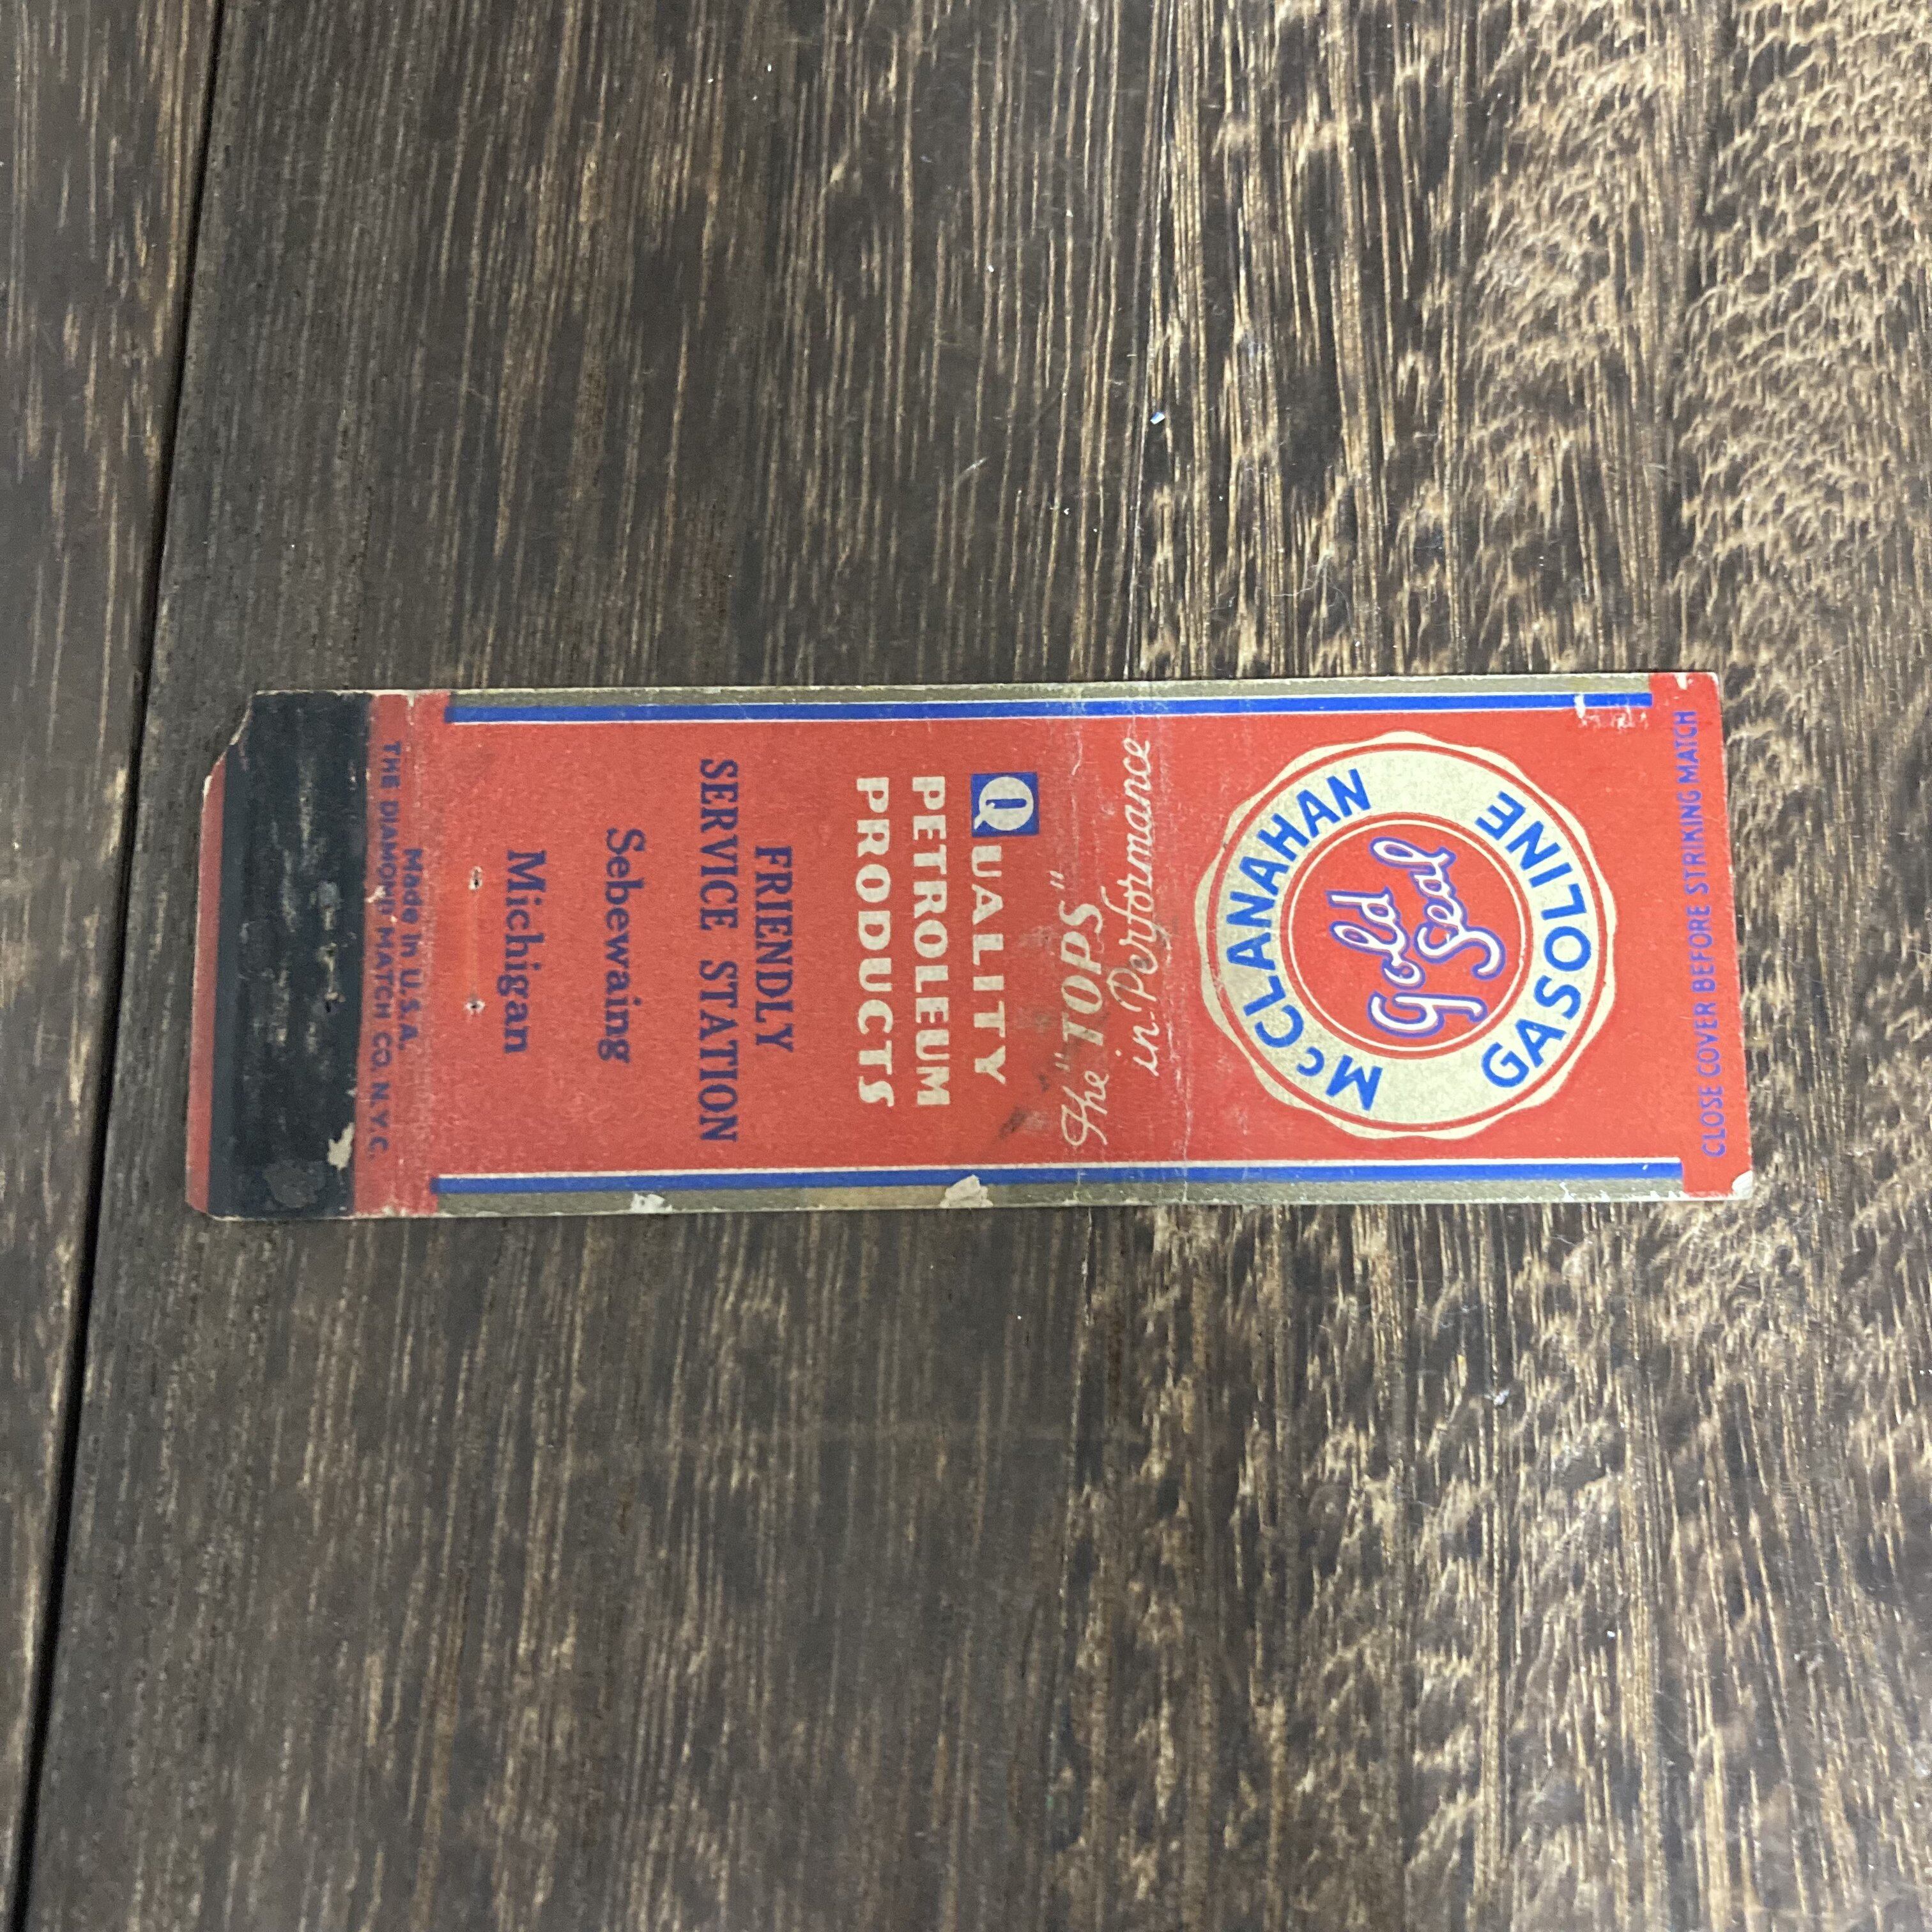 McCLANAHAN
Gold
Seal
GASOLINE
The "TOPS"
in Performance
QUALITY
PETROLEUM
PRODUCTS
FRIENDLY
SERVICE STATION
Sebewaing
Michigan
Made in U.S.A.
THE DIAMOND MATCH CO. N.Y.C.
CLOSE COVER BEFORE STRIKING MATCH